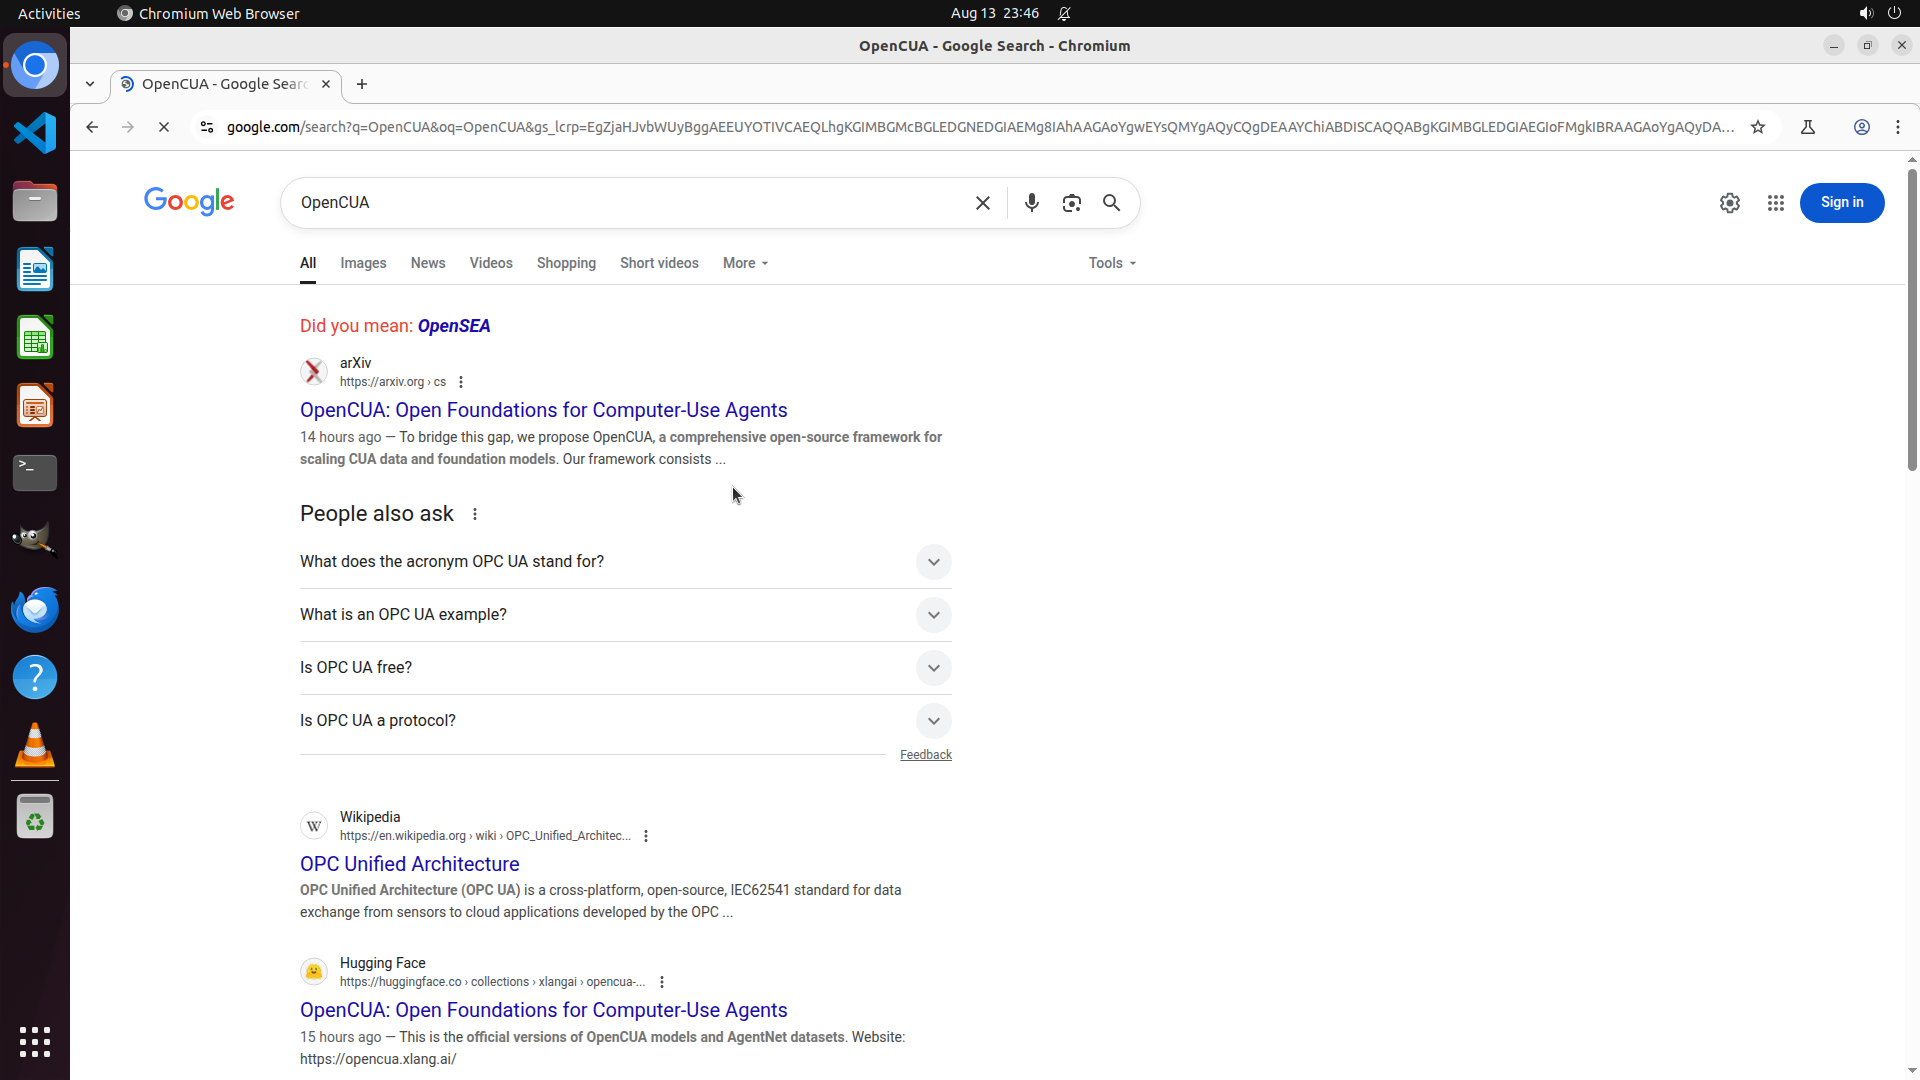 Activities
Chromium Web Browser
Aug 13 23:46
OpenCUA - Google Search - Chromium
OpenCUA - Google Searc
google.com/search?q=OpenCUA&oq=OpenCUA&gs_lcrp=EgZjaHJvbWUyBggAEEUYOTIVCAEQLhgKGIMBGMcBGLEDGNEDGIAEMg8IAhAAGAoYgwEYsQMYgAQyCQgDEAAYChiABDISCAQQABgKGIMBGLEDGIAEGIoFMgkIBRAAGAoYgAQyDA...
Google
OpenCUA
Sign in
All
Images
News
Videos
Shopping
Short videos
More
Tools
Did you mean: OpenSEA
arXiv
https://arxiv.org › cs
OpenCUA: Open Foundations for Computer-Use Agents
14 hours ago — To bridge this gap, we propose OpenCUA, a comprehensive open-source framework for
scaling CUA data and foundation models. Our framework consists ...
People also ask
What does the acronym OPC UA stand for?
What is an OPC UA example?
Is OPC UA free?
Is OPC UA a protocol?
Feedback
Wikipedia
https://en.wikipedia.org › wiki › OPC_Unified_Architec...
OPC Unified Architecture
OPC Unified Architecture (OPC UA) is a cross-platform, open-source, IEC62541 standard for data
exchange from sensors to cloud applications developed by the OPC ...
Hugging Face
https://huggingface.co › collections › xlangai › opencua-...
OpenCUA: Open Foundations for Computer-Use Agents
15 hours ago — This is the official versions of OpenCUA models and AgentNet datasets. Website:
https://opencua.xlang.ai/